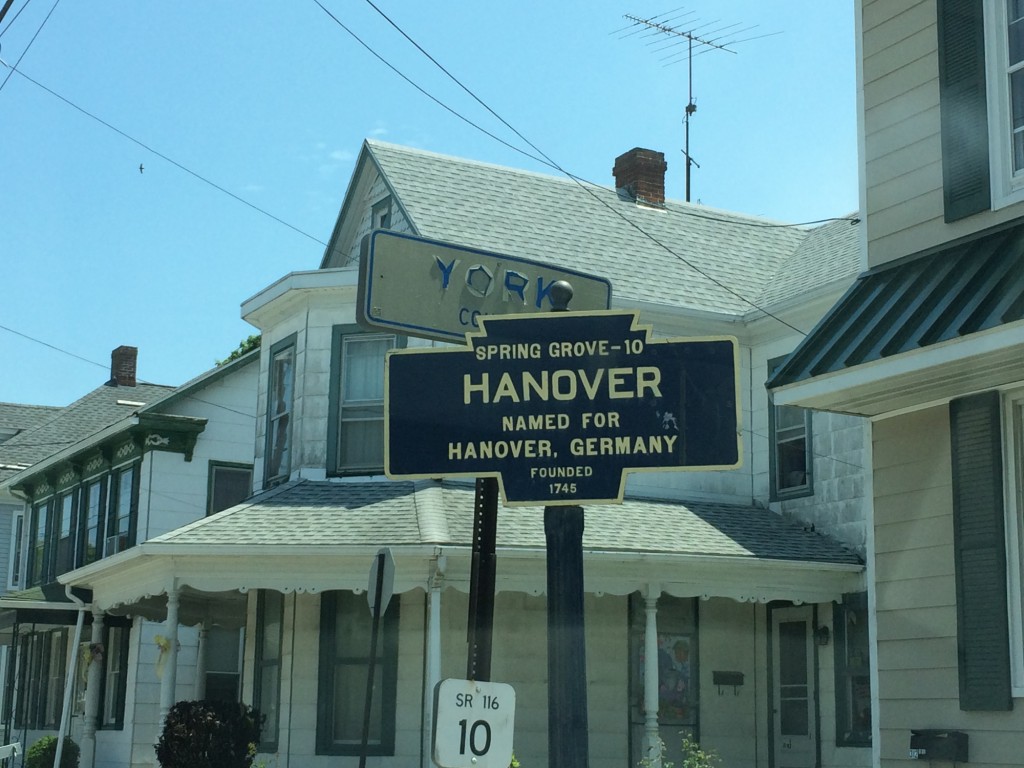 YORK
SPRING GROVE-10
HANOVER
NAMED FOR
HANOVER, GERMANY
FOUNDED
1745
SR 116
10